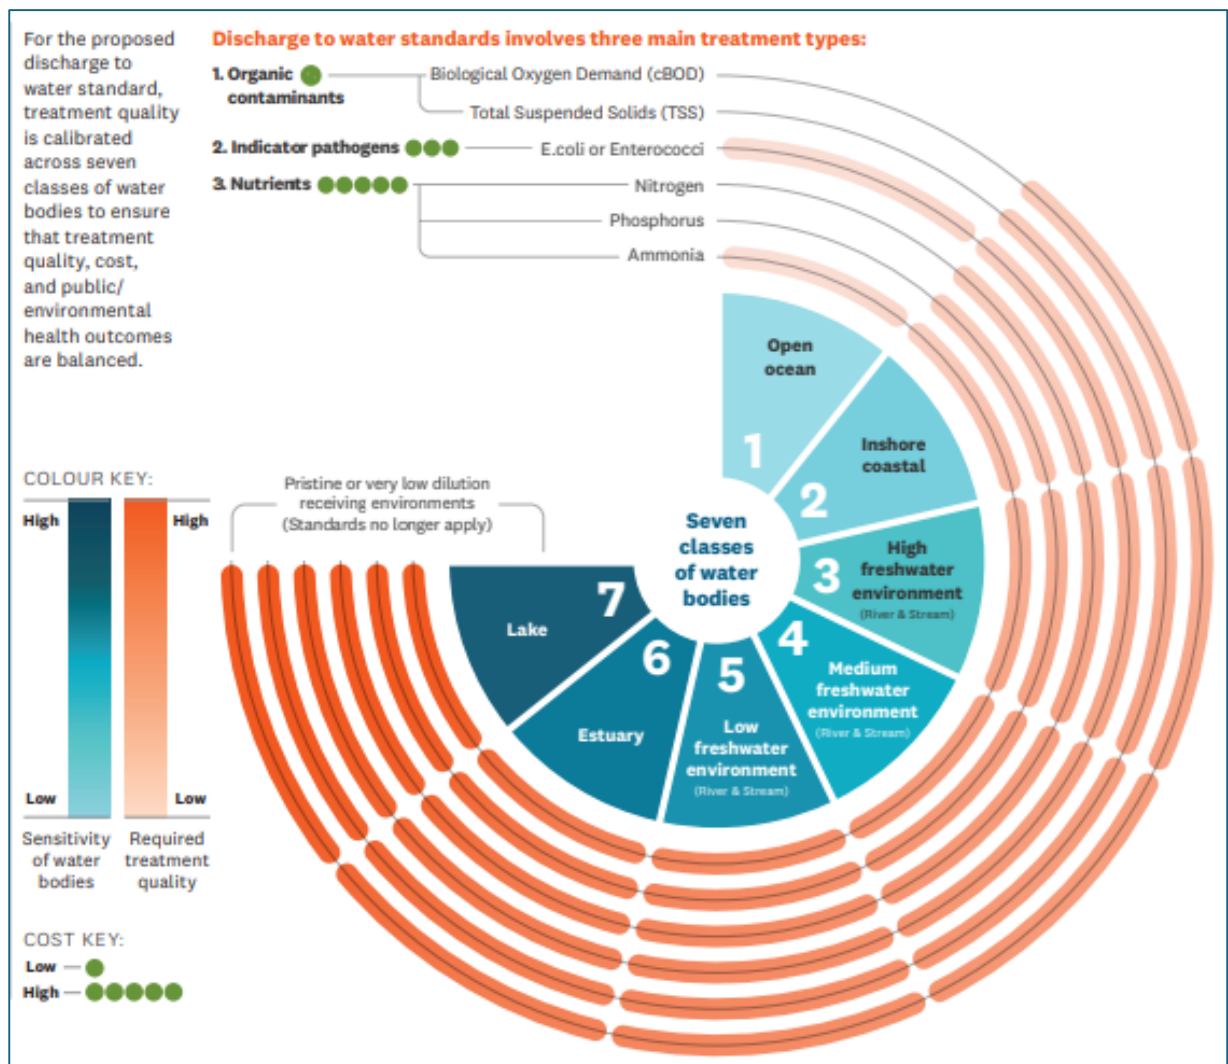 For the proposed
discharge to
water standard,
treatment quality
is calibrated
across seven
classes of water
bodies to ensure
that treatment
quality, cost,
and public/
environmental
health outcomes
are balanced.
Discharge to water standards involves three main treatment types:
1. Organic
contaminants
Biological Oxygen Demand (cBOD)
Total Suspended Solids (TSS)
2. Indicator pathogens
E.coli or Enterococci
3. Nutrients
Nitrogen
Phosphorus
Ammonia
Open
ocean
1
Inshore
coastal
2
High
freshwater
environment
(River & Stream)
3
Medium
freshwater
environment
(River & Stream)
4
Low
freshwater
environment
(River & Stream)
5
Estuary
6
Lake
7
Seven
classes
of water
bodies
Pristine or very low dilution
receiving environments
(Standards no longer apply)
COLOUR KEY:
High
High
Low
Low
Sensitivity
of water
bodies
Required
treatment
quality
COST KEY:
Low
High